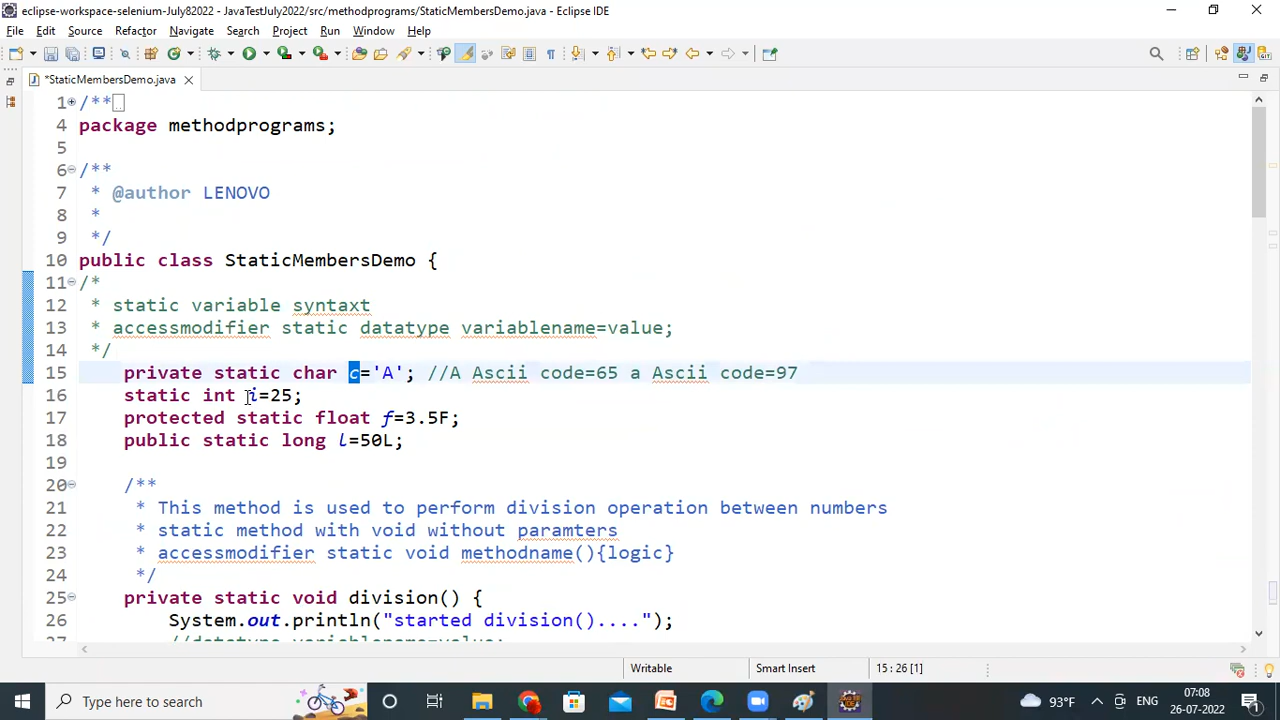 eclipse-workspace-selenium-July82022 - JavaTestJuly2022/src/methodprograms/StaticMembersDemo.java - Eclipse IDE
File Edit Source Refactor Navigate Search Project Run Window Help
*StaticMembersDemo.java
1 /**
4 package methodprograms;
5
6 /**
7 * @author LENOVO
8 *
9 */
10 public class StaticMembersDemo {
11 /*
12 * static variable syntaxt
13 * accessmodifier static datatype variablename=value;
14 */
15 private static char c='A'; //A Ascii code=65 a Ascii code=97
16 static int i=25;
17 protected static float f=3.5F;
18 public static long l=50L;
19
20 /**
21 * This method is used to perform division operation between numbers
22 * static method with void without paramters
23 * accessmodifier static void methodname(){logic}
24 */
25 private static void division() {
26 System.out.println("started division()....");
27 //datatype variablename=value;
Writable Smart Insert 15 : 26 [1]
Type here to search
93°F ENG 07:08
26-07-2022